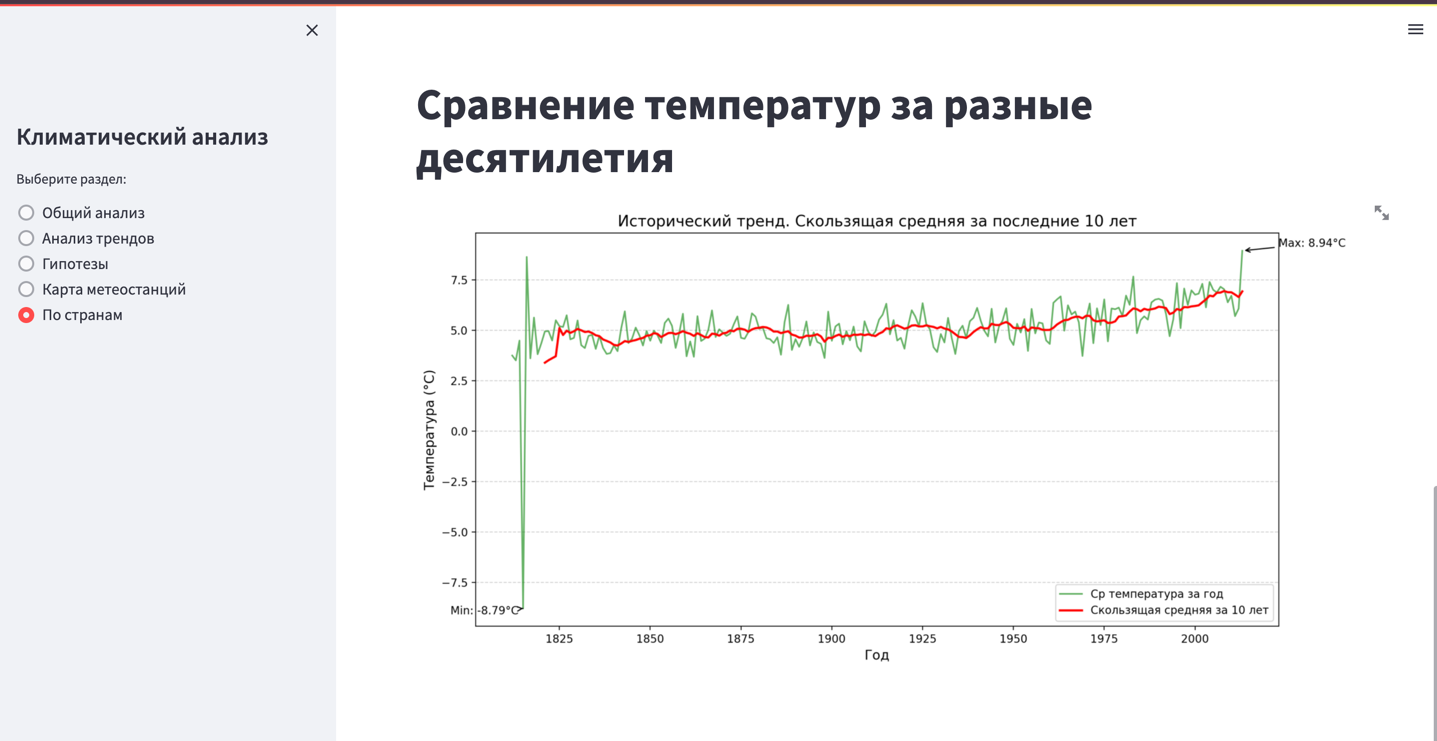 Климатический анализ
Выберите раздел:
Общий анализ
Анализ трендов
Гипотезы
Карта метеостанций
По странам
Сравнение температур за разные
десятилетия
Исторический тренд. Скользящая средняя за последние 10 лет
Max: 8.94°C
7.5
5.0
2.5
0.0
−2.5
−5.0
−7.5
Температура (°C)
Min: -8.79°C
Ср температура за год
Скользящая средняя за 10 лет
1825 1850 1875 1900 1925 1950 1975 2000
Год